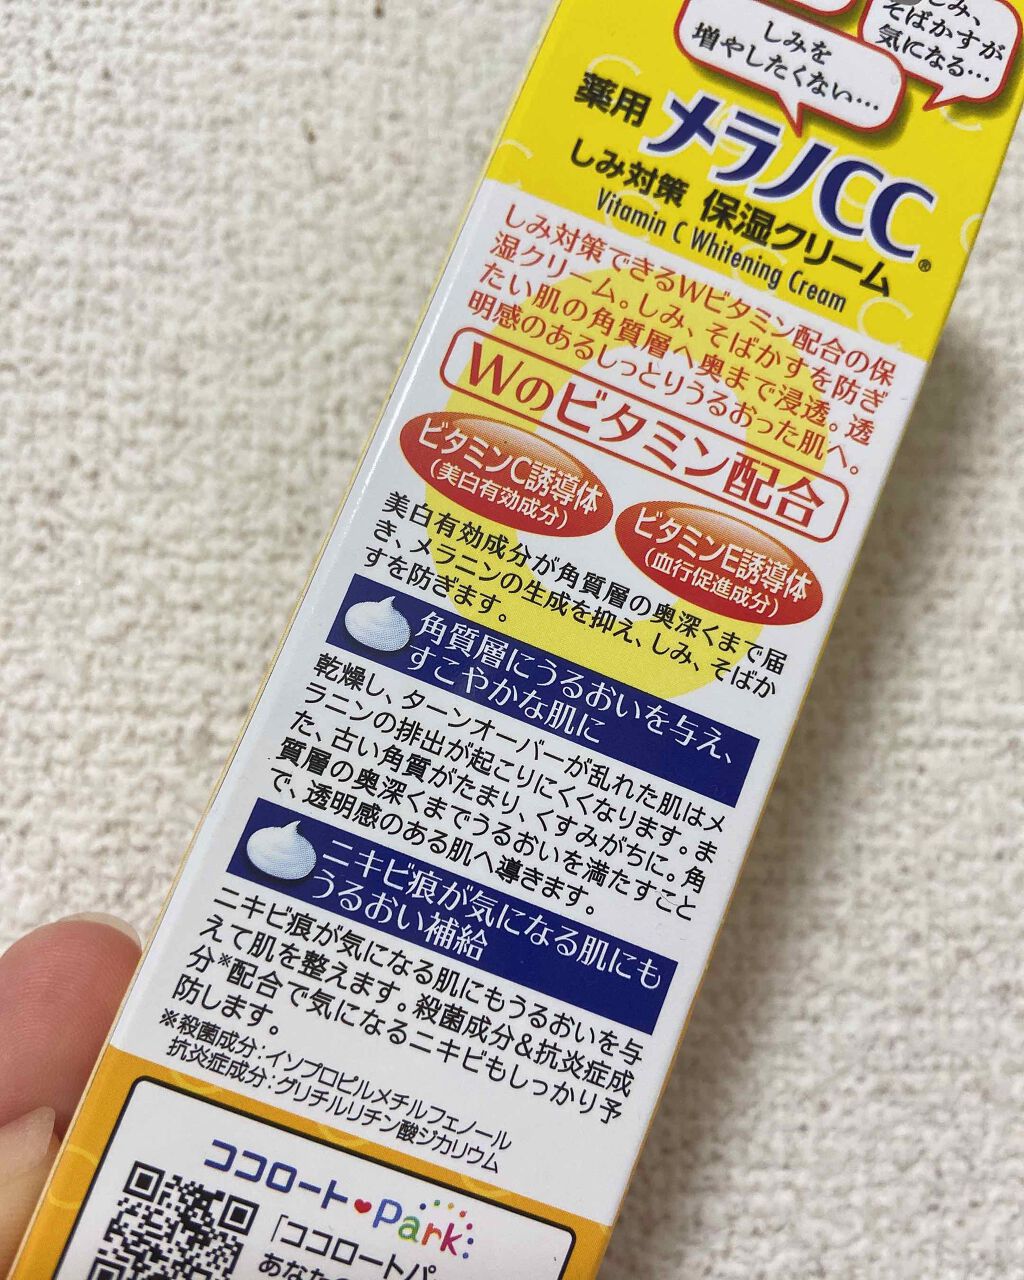 しみ、
そばかすが
気になる…
しみを
増やしたくない…
薬用 メラノCC®
しみ対策 保湿クリーム
Vitamin C Whitening Cream
しみ対策できるWビタミン配合の保
湿クリーム。しみ、そばかすを防ぎ
たい肌の角質層へ奥まで浸透。透
明感のあるしっとりうるおった肌へ。
Wのビタミン配合
ビタミンC誘導体
(美白有効成分)
ビタミンE誘導体
(血行促進成分)
美白有効成分が角質層の奥深くまで届
き、メラニンの生成を抑え、しみ、そばか
すを防ぎます。
角質層にうるおいを与え、
すこやかな肌に
乾燥し、ターンオーバーが乱れた肌はメ
ラニンの排出が起こりにくくなります。ま
た、古い角質がたまり、くすみがちに。角
質層の奥深くまでうるおいを満たすこと
で、透明感のある肌へ導きます。
ニキビ痕が気になる肌にも
うるおい補給
ニキビ痕が気になる肌にもうるおいを与
えて肌を整えます。殺菌成分&抗炎症成
分※配合で気になるニキビもしっかり予
防します。
※殺菌成分:イソプロピルメチルフェノール
抗炎症成分:グリチルリチン酸ジカリウム
ココロート♥Park
「ココロートパ
あなた